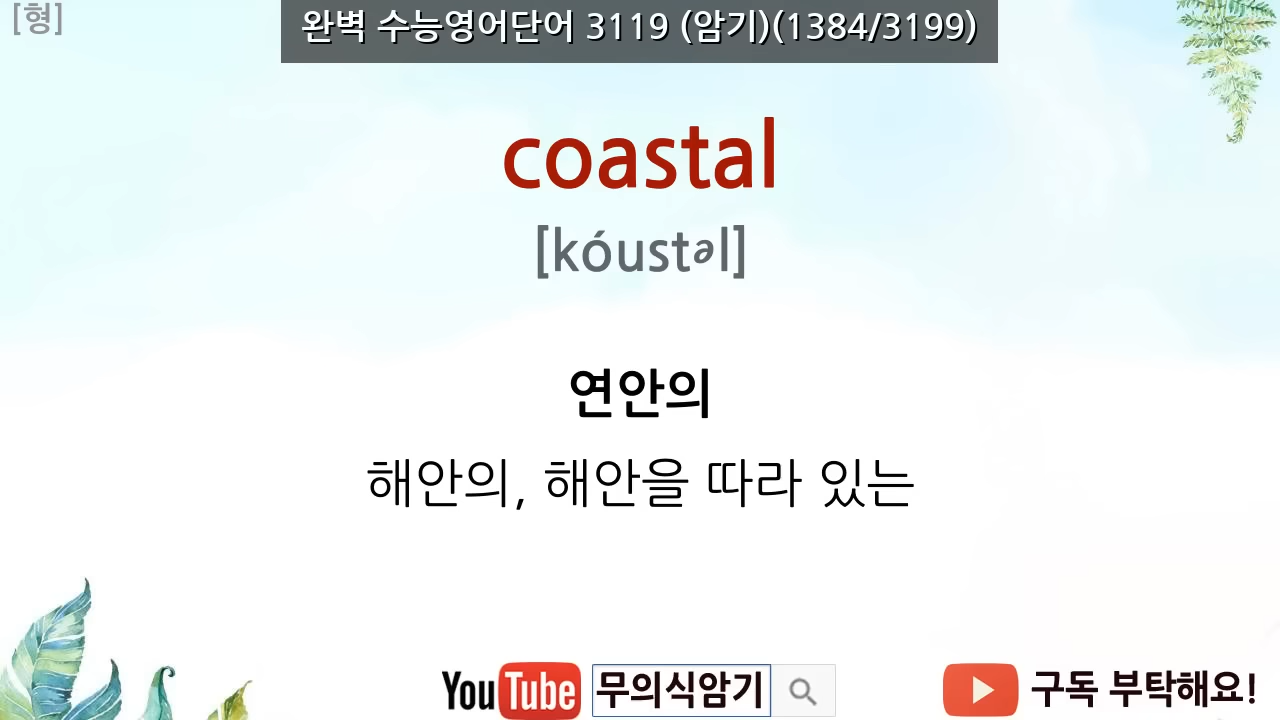 [형]
완벽 수능영어단어 3119 (암기)(1384/3199)
coastal
[kóustəl]
연안의
해안의, 해안을 따라 있는
YouTube 무의식암기
구독 부탁해요!